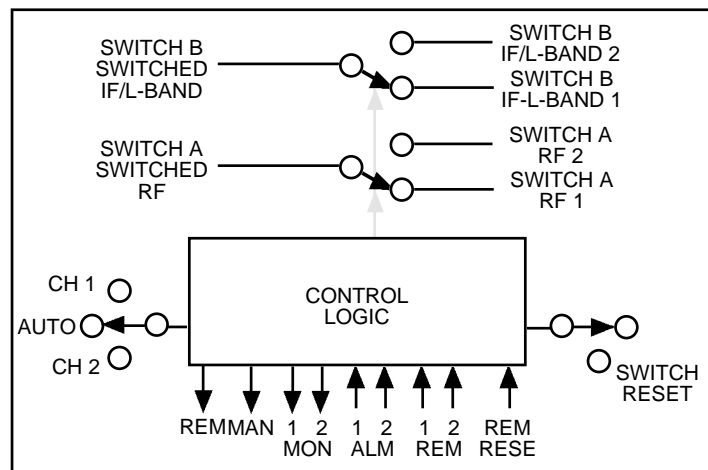 SWITCH B
SWITCHED
IF/L-BAND
SWITCH B
IF/L-BAND 2
SWITCH B
IF-L-BAND 1
SWITCH A
SWITCHED
RF
SWITCH A
RF 2
SWITCH A
RF 1
CONTROL
LOGIC
CH 1
AUTO
CH 2
SWITCH
RESET
REM MAN 1 2 1 2 1 2 REM
MON ALM REM RESE